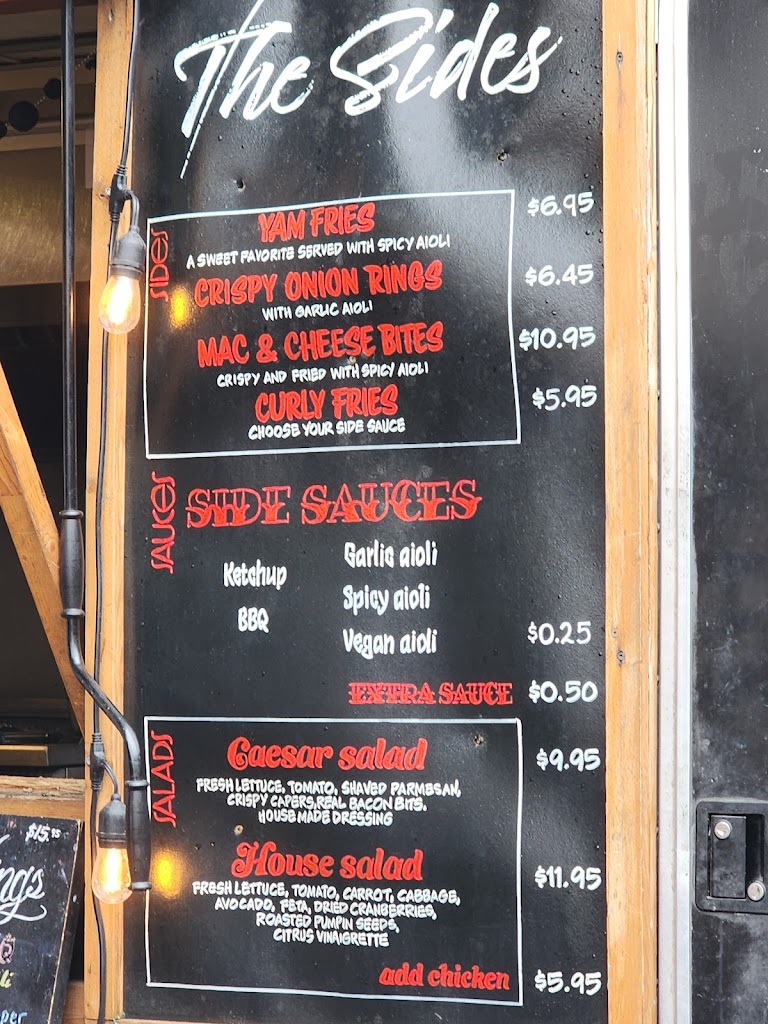 The Sides
SIDES
YAM FRIES $6.95
A SWEET FAVORITE SERVED WITH SPICY AIOLI
CRISPY ONION RINGS $6.45
WITH GARLIC AIOLI
MAC & CHEESE BITES $10.95
CRISPY AND FRIED WITH SPICY AIOLI
CURLY FRIES $5.95
CHOOSE YOUR SIDE SAUCE
SAUCES
SIDE SAUCES
Ketchup
BBQ
Garlic aioli
Spicy aioli
Vegan aioli $0.25
EXTRA SAUCE $0.50
SALADS
Caesar salad $9.95
FRESH LETTUCE, TOMATO, SHAVED PARMESAN,
CRISPY CAPERS, REAL BACON BITS.
HOUSE MADE DRESSING
House salad $11.95
FRESH LETTUCE, TOMATO, CARROT, CABBAGE,
AVOCADO, FETA, DRIED CRANBERRIES,
ROASTED PUMPIN SEEDS,
CITRUS VINAIGRETTE
add chicken $5.95
$15.95